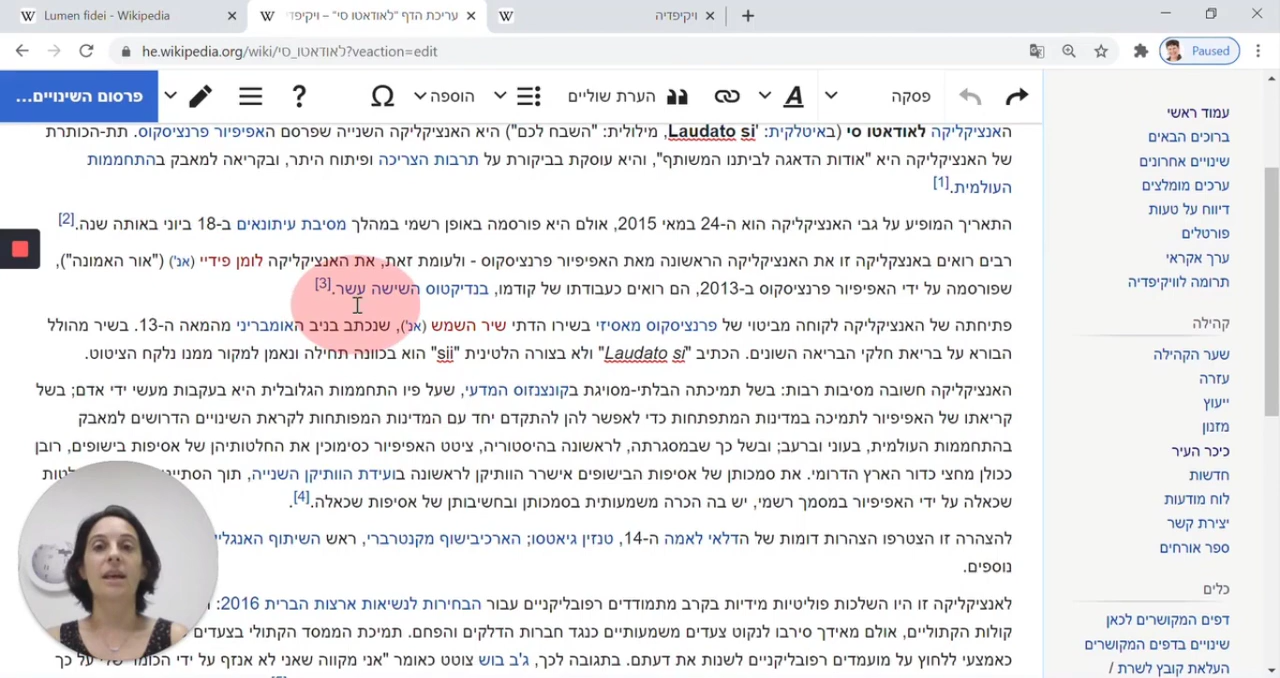 Lumen fidei - Wikipedia
עריכת הדף "לאודאטו סי" – ויקיפדי
ויקיפדיה
he.wikipedia.org/wiki/לאודאטו_סי?veaction=edit
Paused
פסקה
הערת שוליים
הוספה
פרסום השינויים...
האנציקליקה לאודאטו סי (באיטלקית: 'Laudato si, מילולית: "השבח לכם") היא האנציקליקה השנייה שפרסם האפיפיור פרנציסקוס. תת-הכותרת
של האנציקליקה היא "אודות הדאגה לביתנו המשותף", והיא עוסקת בביקורת על תרבות הצריכה ופיתוח היתר, ובקריאה למאבק בהתחממות
העולמית.[1]
התאריך המופיע על גבי האנציקליקה הוא ה-24 במאי 2015, אולם היא פורסמה באופן רשמי במהלך מסיבת עיתונאים ב-18 ביוני באותה שנה.[2]
רבים רואים באנצקליקה זו את האנציקליקה הראשונה מאת האפיפיור פרנציסקוס - ולעומת זאת, את האנציקליקה לומן פידיי (אנ') ("אור האמונה"),
שפורסמה על ידי האפיפיור פרנציסקוס ב-2013, הם רואים כעבודתו של קודמו, בנדיקטוס השישה עשר.[3]
פתיחתה של האנציקליקה לקוחה מביטוי של פרנציסקוס מאסיזי בשירו הדתי שיר השמש (אנ'), שנכתב בניב האומבריני מהמאה ה-13. בשיר מהולל
הבורא על בריאת חלקי הבריאה השונים. הכתיב "Laudato si" ולא בצורה הלטינית "sii" הוא בכוונה תחילה ונאמן למקור ממנו נלקח הציטוט.
האנציקליקה חשובה מסיבות רבות: בשל תמיכתה הבלתי-מסויגת בקונצנזוס המדעי, שעל פיו התחממות הגלובלית היא בעקבות מעשי ידי אדם; בשל
קריאתו של האפיפיור לתמיכה במדינות המתפתחות כדי לאפשר להן להתקדם יחד עם המדינות המפותחות לקראת השינויים הדרושים למאבק
בהתחממות העולמית, בעוני וברעב; ובשל כך שבמסגרתה, לראשונה בהיסטוריה, ציטט האפיפיור כסימוכין את החלטותיהן של אסיפות בישופים, רובן
ככולן מחצי כדור הארץ הדרומי. את סמכותן של אסיפות הבישופים אישרר הוותיקן לראשונה בועידת הוותיקן השנייה, תוך
שכאלה על ידי האפיפיור במסמך רשמי, יש בה הכרה משמעותית בסמכותן ובחשיבותן של אסיפות שכאלה.[4].
להצהרה זו הצטרפו הצהרות דומות של הדלאי לאמה ה-14, טנזין גיאטסו; הארכיבישוף מקנטרברי, ראש השיתוף האנגלי
נוספים.
לאנציקליקה זו היו השלכות פוליטיות מידיות בקרב מתמודדים רפובליקניים עבור הבחירות לנשיאות ארצות הברית 2016:
קולות הקתוליים, אולם מאידך סירבו לנקוט צעדים משמעותיים כנגד חברות הדלקים והפחם. תמיכת הממסד הקתולי בצעדים
כאמצעי ללחוץ על מועמדים רפובליקניים לשנות את דעתם. בתגובה לכך, ג'ב בוש צוטט כאומר "אני מקווה שאני לא אנזף על ידי הכומר שלי על כך
עמוד ראשי
ברוכים הבאים
שינויים אחרונים
ערכים מומלצים
דיווח על טעות
פורטלים
ערך אקראי
תרומה לוויקיפדיה
קהילה
שער הקהילה
עזרה
ייעוץ
מזנון
כיכר העיר
חדשות
לוח מודעות
יצירת קשר
ספר אורחים
כלים
דפים המקושרים לכאן
שינויים בדפים המקושרים
העלאת קובץ לשרת /